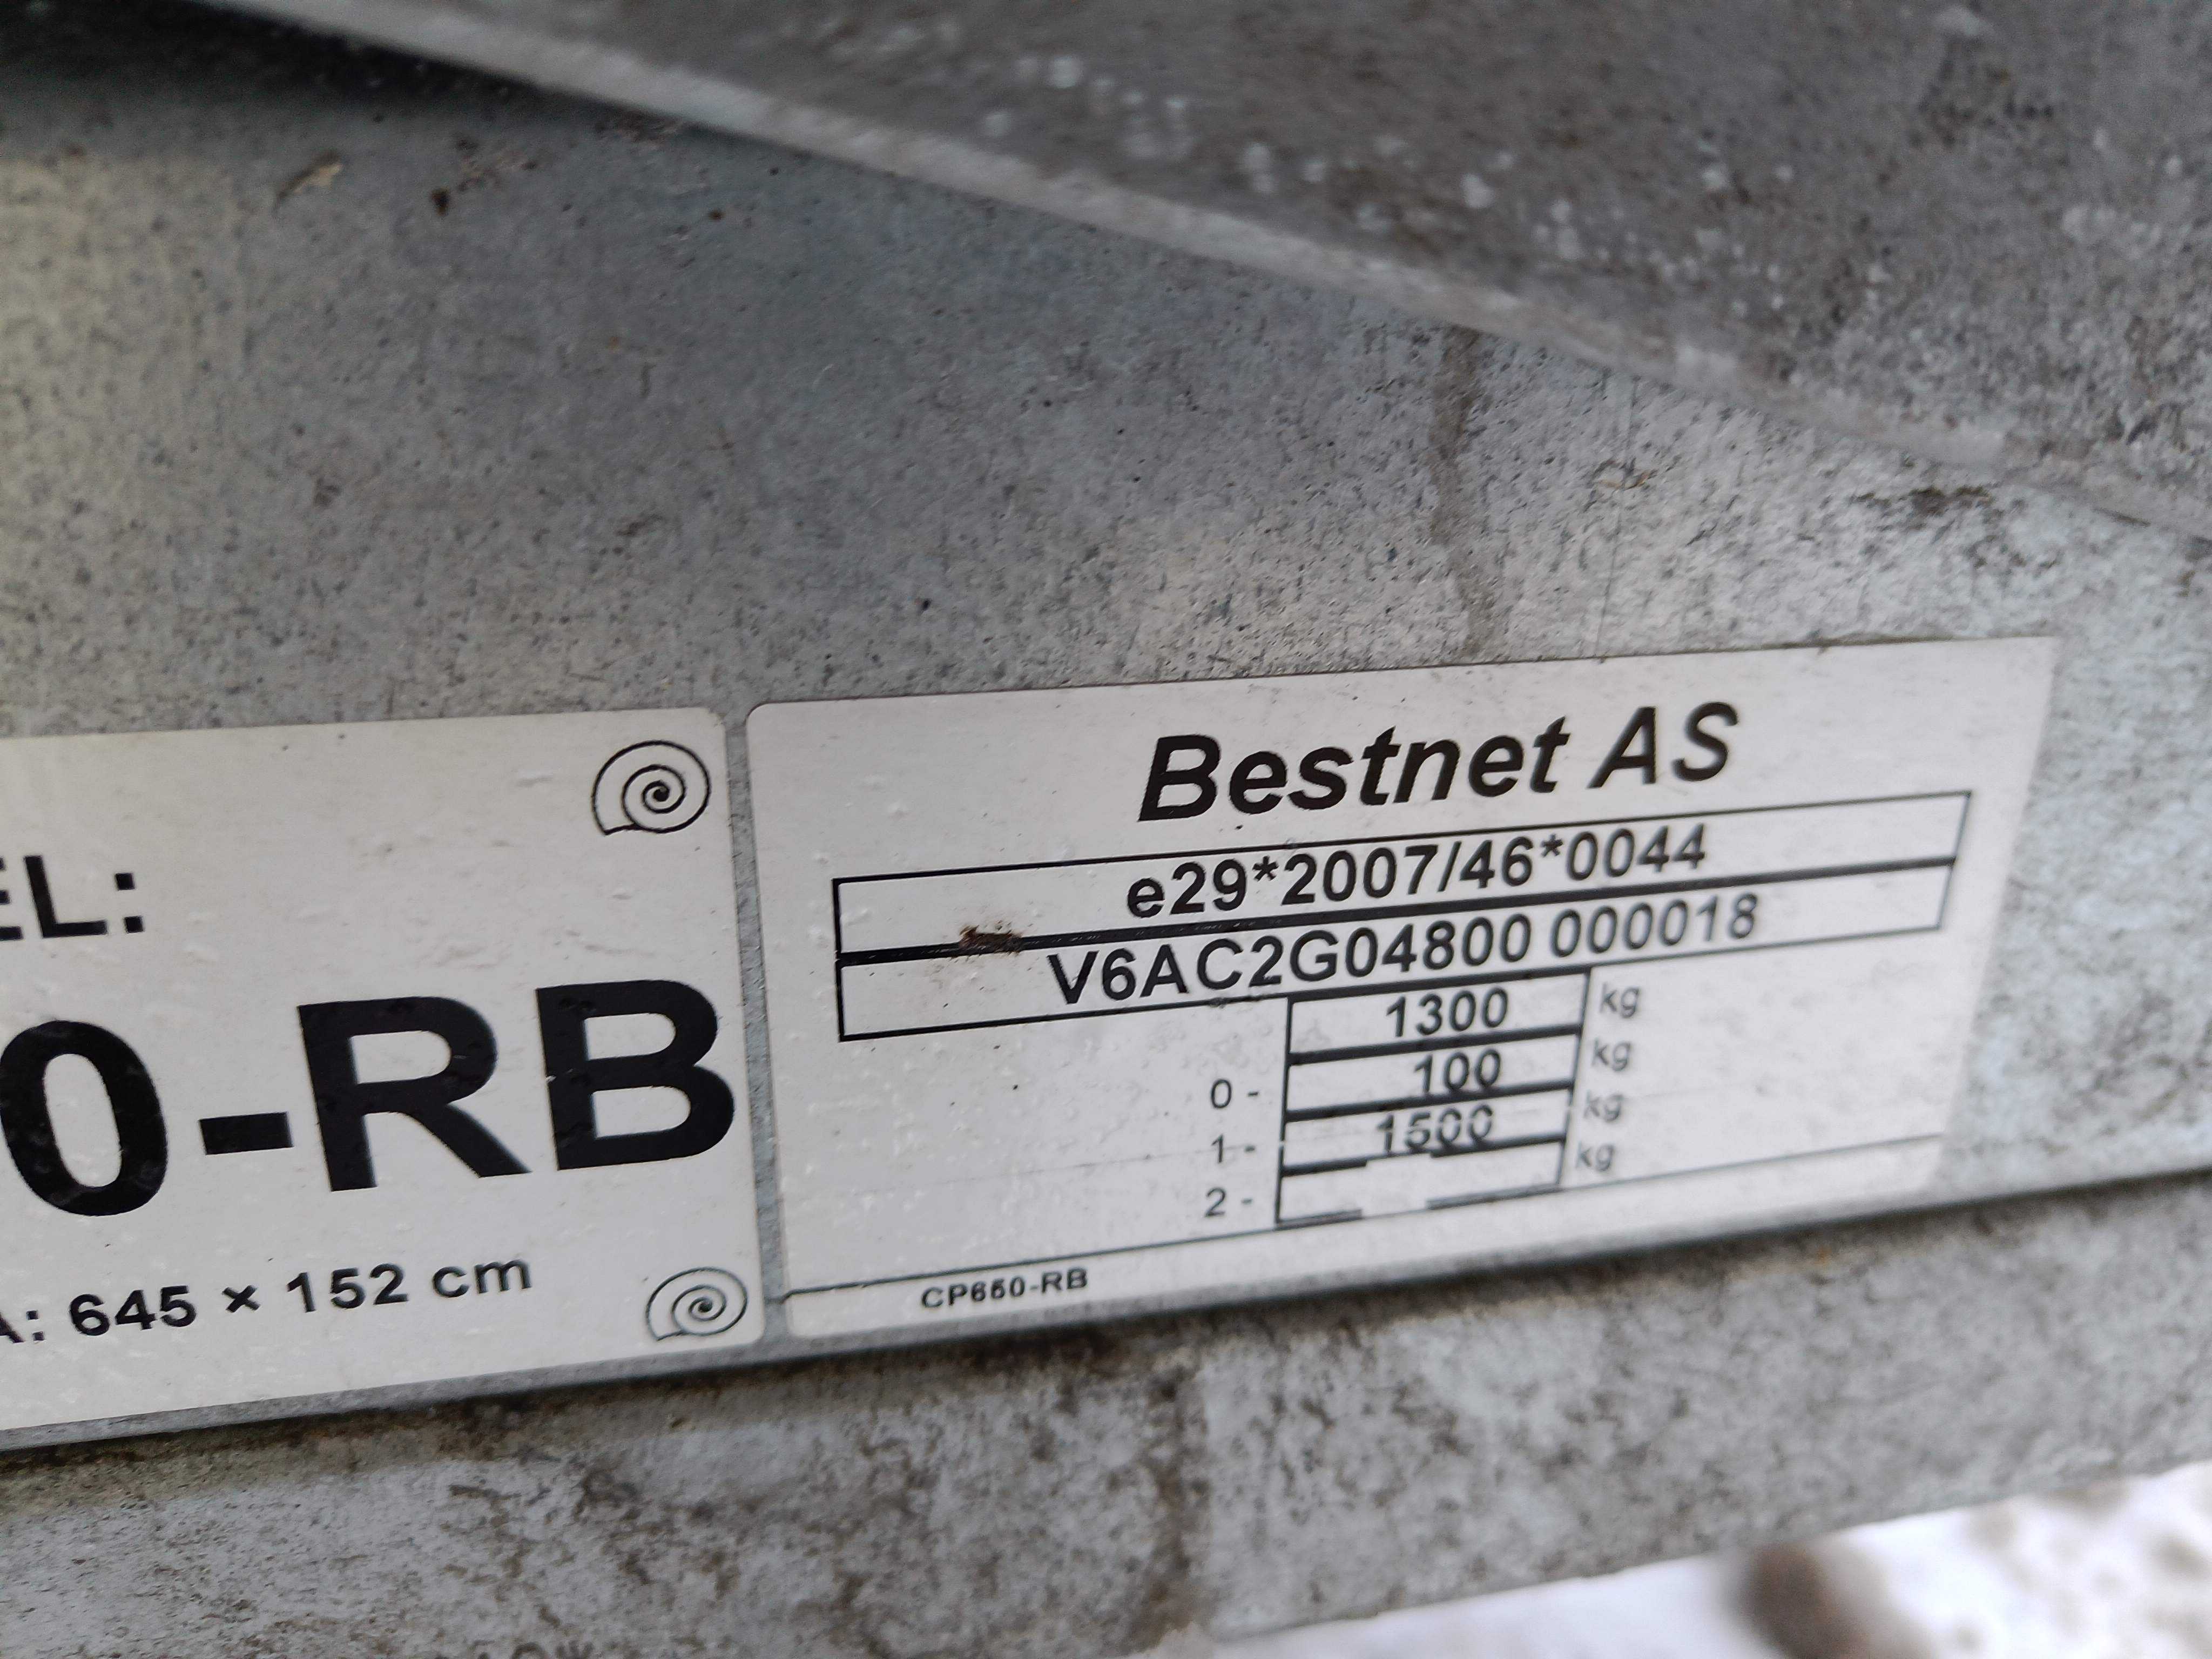 EL:
0-RB
A: 645 × 152 cm
Bestnet AS
e29*2007/46*0044
V6AC2G04800 000018
1300 kg
0 - 100 kg
1 - 1500 kg
2 - kg
CP650-RB